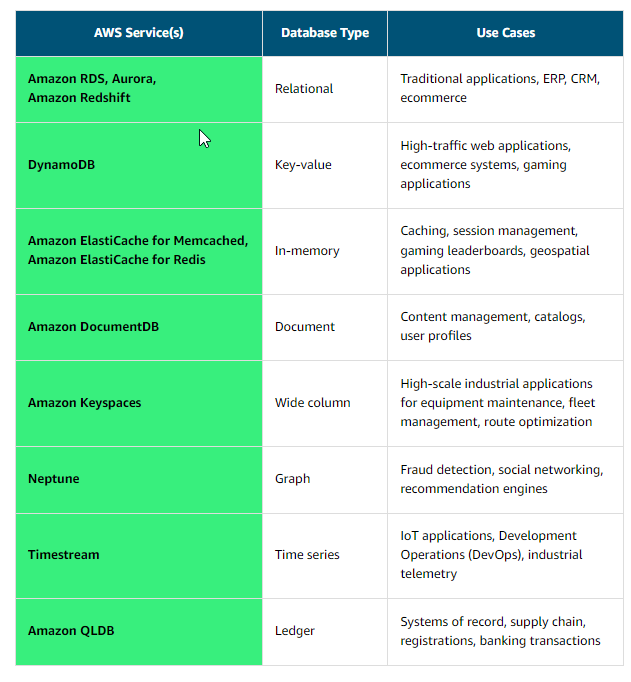 AWS Service(s) Database Type Use Cases
Amazon RDS, Aurora,
Amazon Redshift
Relational
Traditional applications, ERP, CRM,
ecommerce
DynamoDB
Key-value
High-traffic web applications,
ecommerce systems, gaming
applications
Amazon ElastiCache for Memcached,
Amazon ElastiCache for Redis
In-memory
Caching, session management,
gaming leaderboards, geospatial
applications
Amazon DocumentDB
Document
Content management, catalogs,
user profiles
Amazon Keyspaces
Wide column
High-scale industrial applications
for equipment maintenance, fleet
management, route optimization
Neptune
Graph
Fraud detection, social networking,
recommendation engines
Timestream
Time series
IoT applications, Development
Operations (DevOps), industrial
telemetry
Amazon QLDB
Ledger
Systems of record, supply chain,
registrations, banking transactions